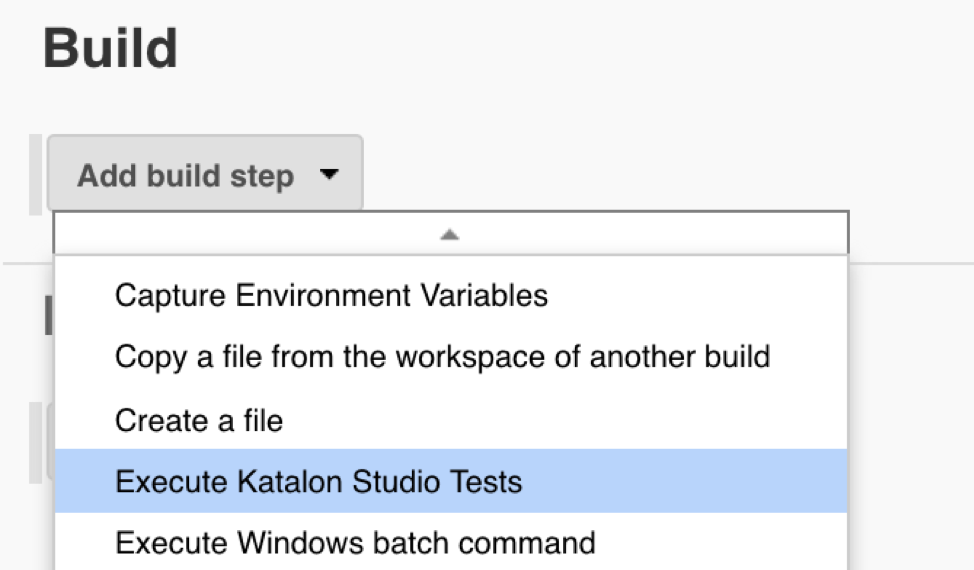 Build
Add build step
Capture Environment Variables
Copy a file from the workspace of another build
Create a file
Execute Katalon Studio Tests
Execute Windows batch command